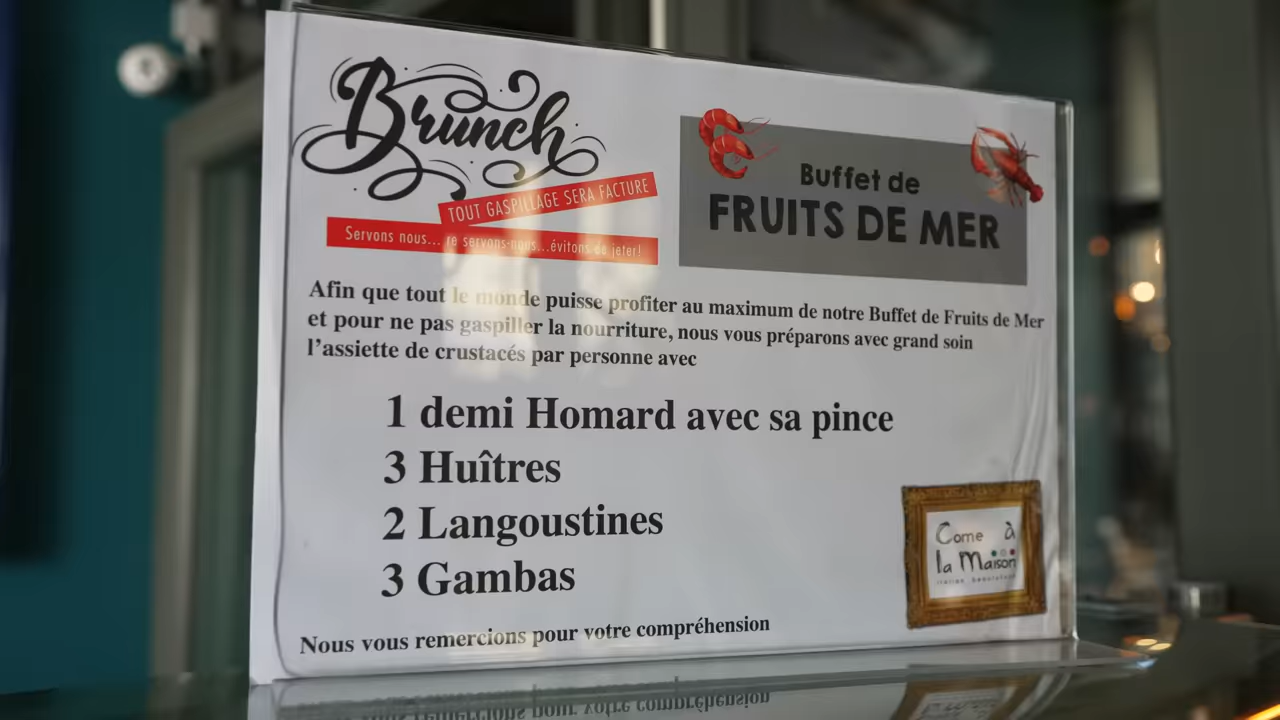 Brunch
TOUT GASPILLAGE SERA FACTURE
Servons nous... re servons-nous...évitons de jeter!
Buffet de
FRUITS DE MER
Afin que tout le monde puisse profiter au maximum de notre Buffet de Fruits de Mer
et pour ne pas gaspiller la nourriture, nous vous préparons avec grand soin
l'assiette de crustacés par personne avec
1 demi Homard avec sa pince
3 Huîtres
2 Langoustines
3 Gambas
Come à
la Maison
Nous vous remercions pour votre compréhension